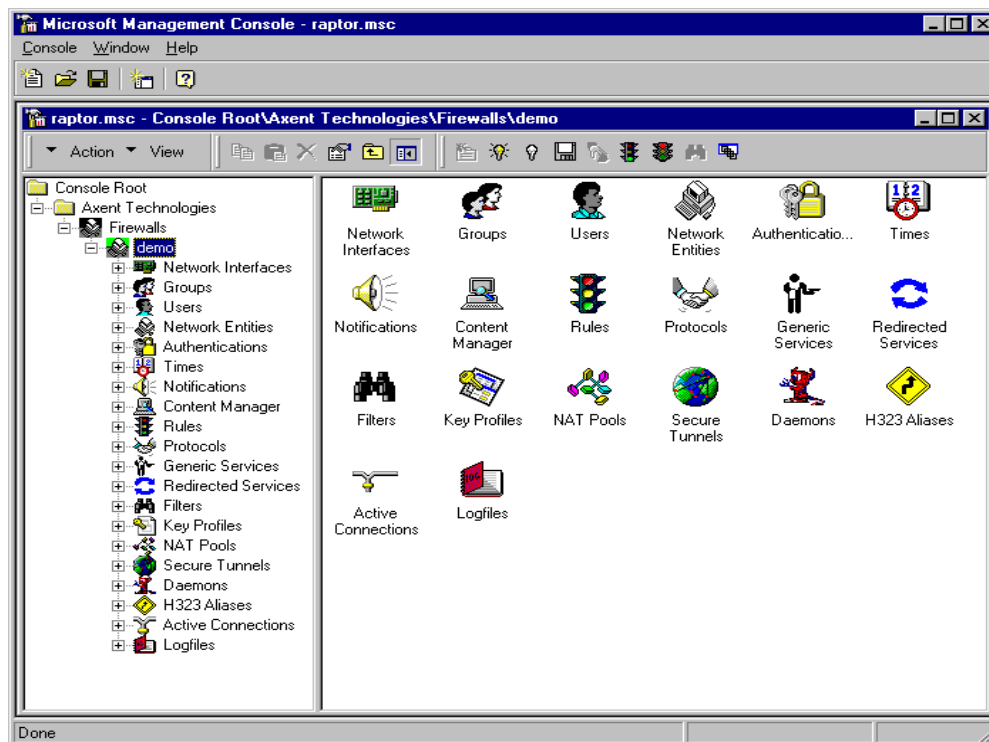 Microsoft Management Console - raptor.msc
Console Window Help
raptor.msc - Console Root\Axent Technologies\Firewalls\demo
Action View
Console Root
Axent Technologies
Firewalls
demo
Network Interfaces
Groups
Users
Network Entities
Authentications
Times
Notifications
Content Manager
Rules
Protocols
Generic Services
Redirected Services
Filters
Key Profiles
NAT Pools
Secure Tunnels
Daemons
H323 Aliases
Active Connections
Logfiles
Network Interfaces
Groups
Users
Network Entities
Authenticatio...
Times
Notifications
Content Manager
Rules
Protocols
Generic Services
Redirected Services
Filters
Key Profiles
NAT Pools
Secure Tunnels
Daemons
H323 Aliases
Active Connections
Logfiles
Done